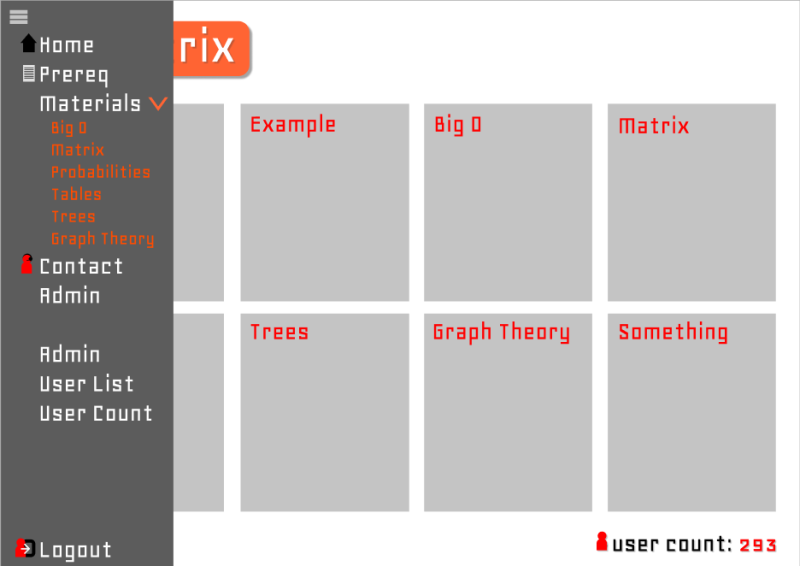 Home
Prereq
Materials
Big O
Matrix
Probabilities
Tables
Trees
Graph Theory
Contact
Admin
Admin
User List
User Count
Logout
rix
Example
Big O
Matrix
Trees
Graph Theory
Something
user count: 293